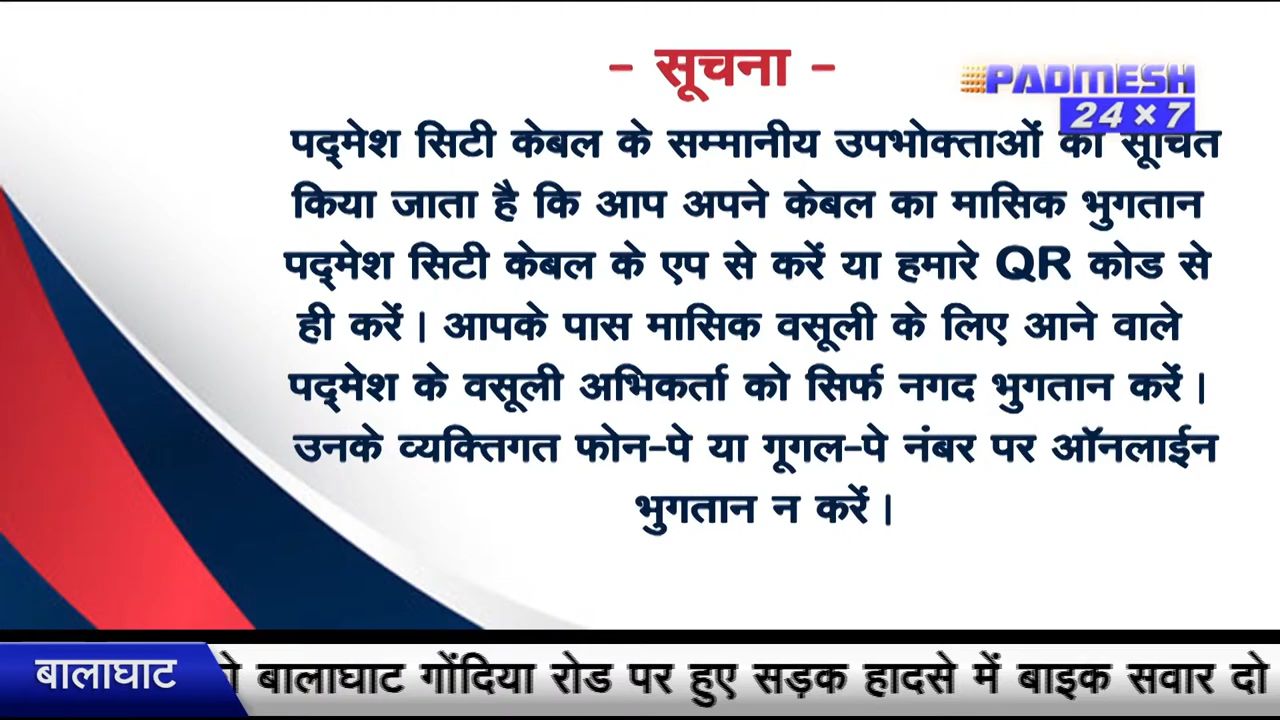 - सूचना -
PADMESH
24×7
पद्मेश सिटी केबल के सम्मानीय उपभोक्ताओं को सूचित
किया जाता है कि आप अपने केबल का मासिक भुगतान
पद्मेश सिटी केबल के एप से करें या हमारे QR कोड से
ही करें। आपके पास मासिक वसूली के लिए आने वाले
पद्मेश के वसूली अभिकर्ता को सिर्फ नगद भुगतान करें।
उनके व्यक्तिगत फोन-पे या गूगल-पे नंबर पर ऑनलाईन
भुगतान न करें।
बालाघाट
बालाघाट गोंदिया रोड पर हुए सड़क हादसे में बाइक सवार दो